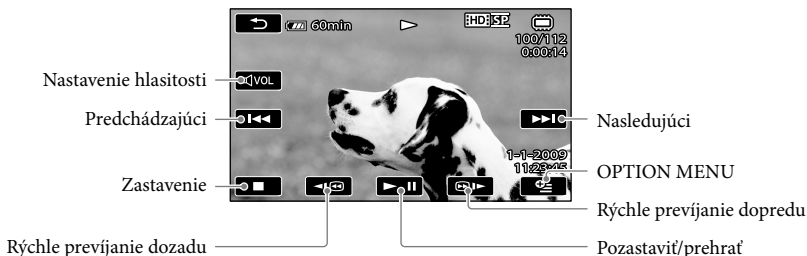 60min
HD SP
100/112
0:00:14
Nastavenie hlasitosti
VOL
Predchádzajúci
Nasledujúci
1-1-2009
11:23:45
Zastavenie
OPTION MENU
Rýchle prevíjanie dopredu
Rýchle prevíjanie dozadu
Pozastaviť/prehrať